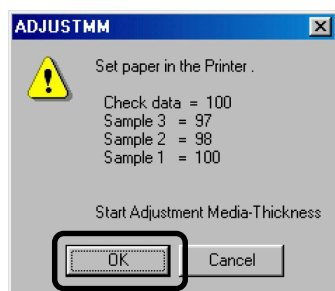 ADJUSTMM
Set paper in the Printer .
Check data = 100
Sample 3 = 97
Sample 2 = 98
Sample 1 = 100
Start Adjustment Media-Thickness
OK Cancel